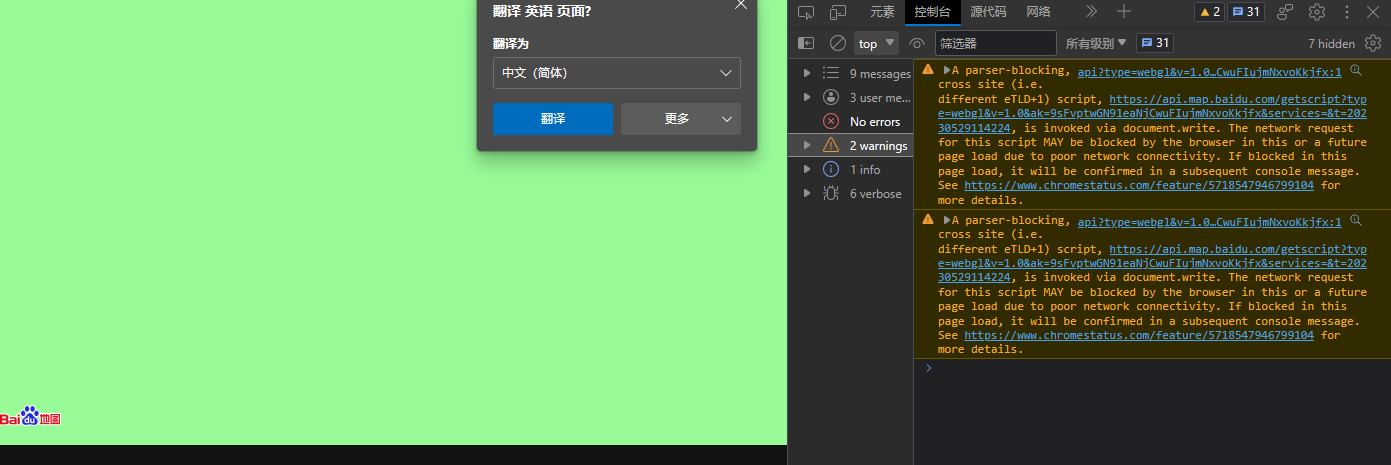 翻译 英语 页面?
翻译为
中文（简体）
翻译
更多
Bai du 地图
元素
控制台
源代码
网络
2
31
top
筛选器
所有级别
31
7 hidden
9 messages
3 user me...
No errors
2 warnings
1 info
6 verbose
A parser-blocking, api?type=webgl&v=1.0…CwuFIujmNxvoKkjfx:1
cross site (i.e.
different eTLD+1) script, https://api.map.baidu.com/getscript?typ
e=webgl&v=1.0&ak=9sFvptwGN91eaNjCwuFIujmNxvoKkjfx&services=&t=202
30529114224, is invoked via document.write. The network request
for this script MAY be blocked by the browser in this or a future
page load due to poor network connectivity. If blocked in this
page load, it will be confirmed in a subsequent console message.
See https://www.chromestatus.com/feature/5718547946799104 for
more details.
A parser-blocking, api?type=webgl&v=1.0…CwuFIujmNxvoKkjfx:1
cross site (i.e.
different eTLD+1) script, https://api.map.baidu.com/getscript?typ
e=webgl&v=1.0&ak=9sFvptwGN91eaNjCwuFIujmNxvoKkjfx&services=&t=202
30529114224, is invoked via document.write. The network request
for this script MAY be blocked by the browser in this or a future
page load due to poor network connectivity. If blocked in this
page load, it will be confirmed in a subsequent console message.
See https://www.chromestatus.com/feature/5718547946799104 for
more details.